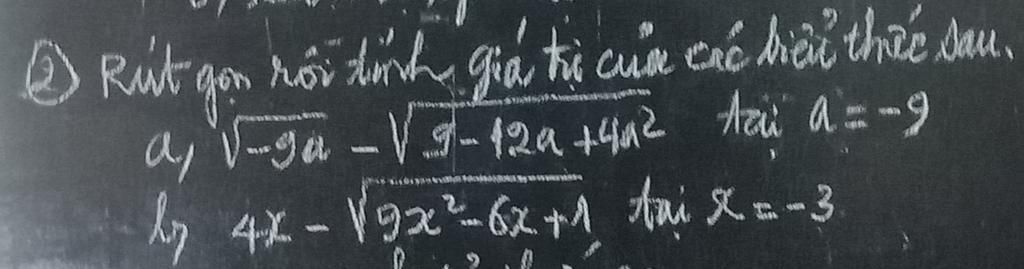 ② Rút gọn rồi tính giá trị của các biểu thức sau.
a, √-9a - √9-12a+4a² tại a = -9
b, 4x - √9x²-6x+1 tại x = -3